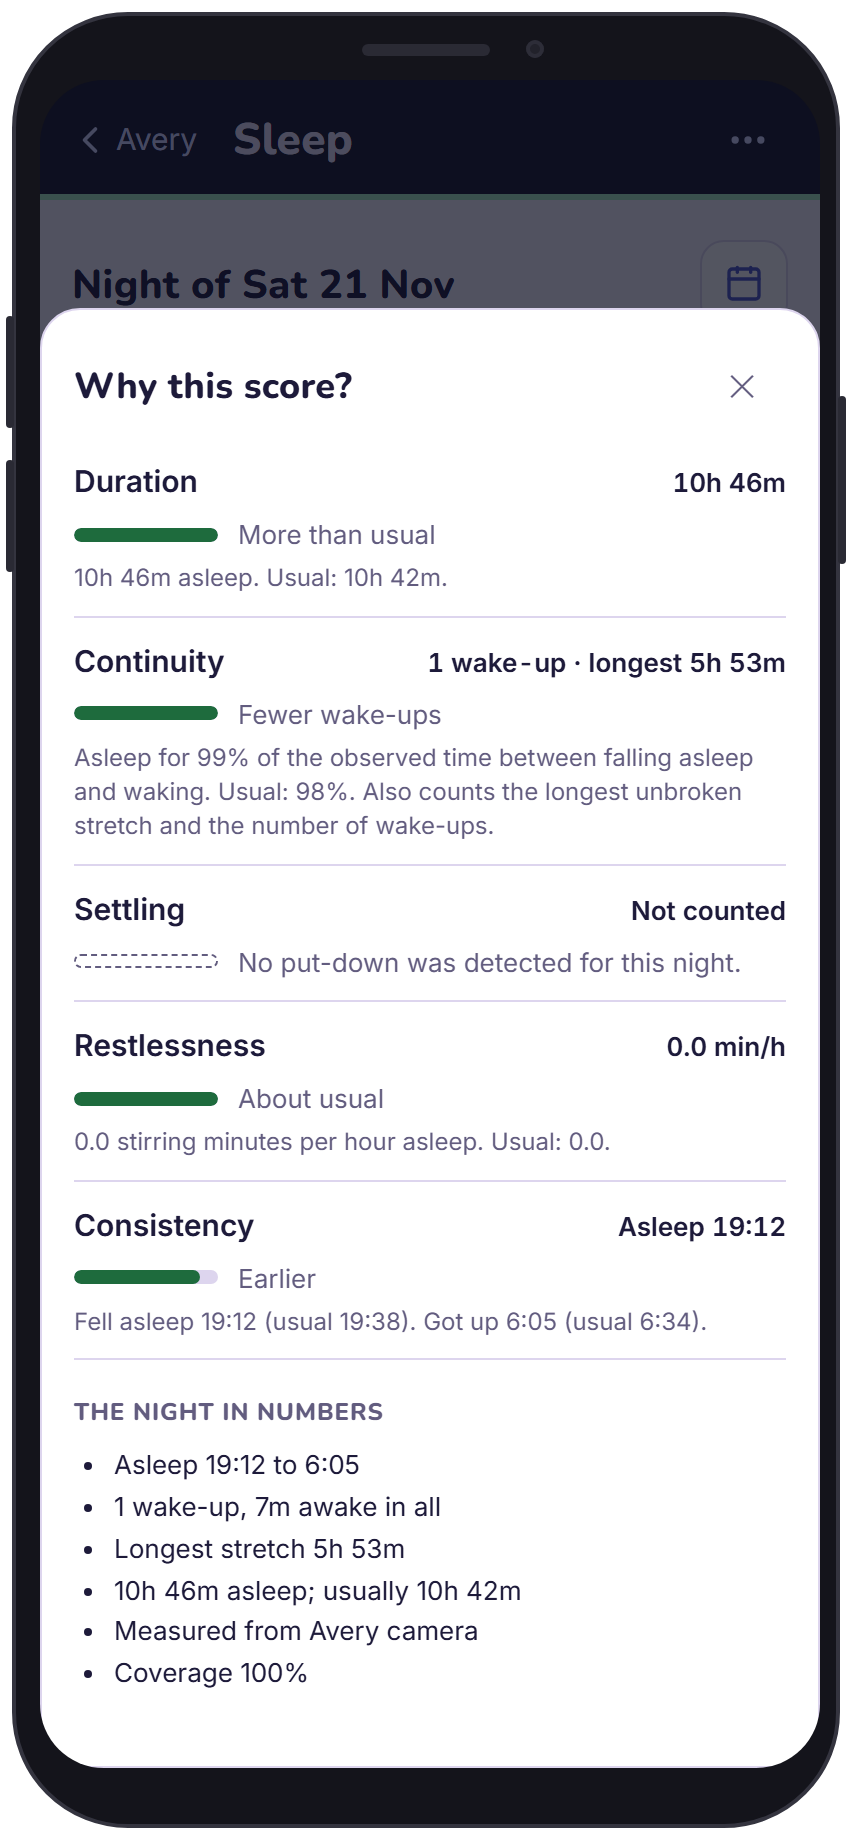 Avery Sleep
Night of Sat 21 Nov
Why this score?
Duration 10h 46m
More than usual
10h 46m asleep. Usual: 10h 42m.
Continuity 1 wake-up · longest 5h 53m
Fewer wake-ups
Asleep for 99% of the observed time between falling asleep
and waking. Usual: 98%. Also counts the longest unbroken
stretch and the number of wake-ups.
Settling Not counted
No put-down was detected for this night.
Restlessness 0.0 min/h
About usual
0.0 stirring minutes per hour asleep. Usual: 0.0.
Consistency Asleep 19:12
Earlier
Fell asleep 19:12 (usual 19:38). Got up 6:05 (usual 6:34).
THE NIGHT IN NUMBERS
• Asleep 19:12 to 6:05
• 1 wake-up, 7m awake in all
• Longest stretch 5h 53m
• 10h 46m asleep; usually 10h 42m
• Measured from Avery camera
• Coverage 100%